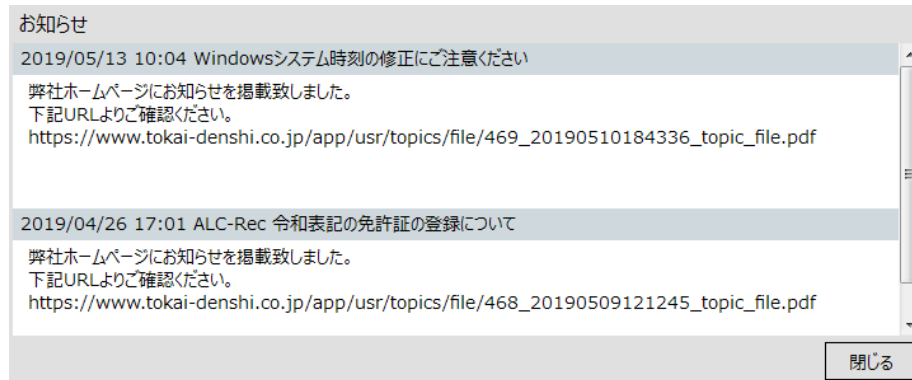 お知らせ
2019/05/13 10:04 Windowsシステム時刻の修正にご注意ください
弊社ホームページにお知らせを掲載致しました。
下記URLよりご確認ください。
https://www.tokai-denshi.co.jp/app/usr/topics/file/469_20190510184336_topic_file.pdf
2019/04/26 17:01 ALC-Rec 令和表記の免許証の登録について
弊社ホームページにお知らせを掲載致しました。
下記URLよりご確認ください。
https://www.tokai-denshi.co.jp/app/usr/topics/file/468_20190509121245_topic_file.pdf
閉じる